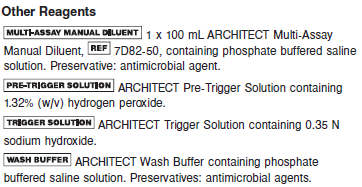 Other Reagents
MULTI-ASSAY MANUAL DILUENT 1 x 100 mL ARCHITECT Multi-Assay
Manual Diluent, REF 7D82-50, containing phosphate buffered saline
solution. Preservative: antimicrobial agent.
PRE-TRIGGER SOLUTION ARCHITECT Pre-Trigger Solution containing
1.32% (w/v) hydrogen peroxide.
TRIGGER SOLUTION ARCHITECT Trigger Solution containing 0.35 N
sodium hydroxide.
WASH BUFFER ARCHITECT Wash Buffer containing phosphate
buffered saline solution. Preservatives: antimicrobial agents.